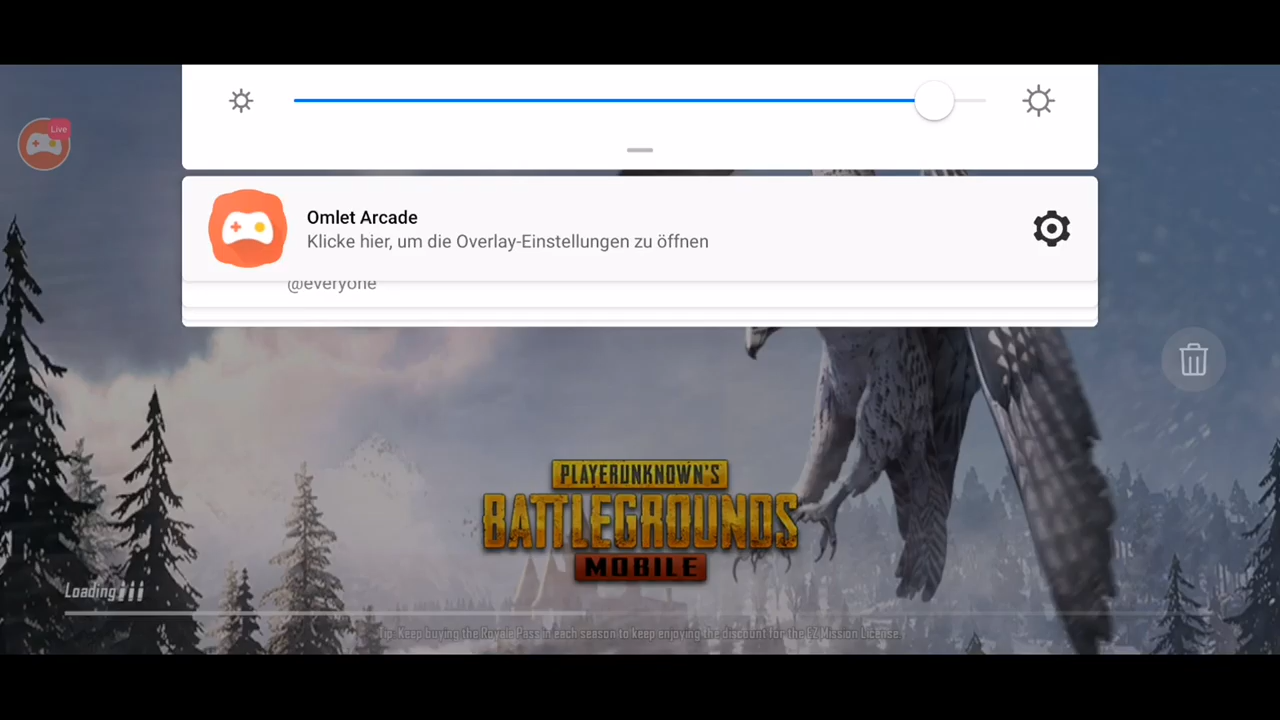 Live
Omlet Arcade
Klicke hier, um die Overlay-Einstellungen zu öffnen
@everyone
PLAYERUNKNOWN'S
BATTLEGROUNDS
MOBILE
Loading
Tip: Keep buying the Royale Pass in each season to keep enjoying the discount for the EZ Mission License.